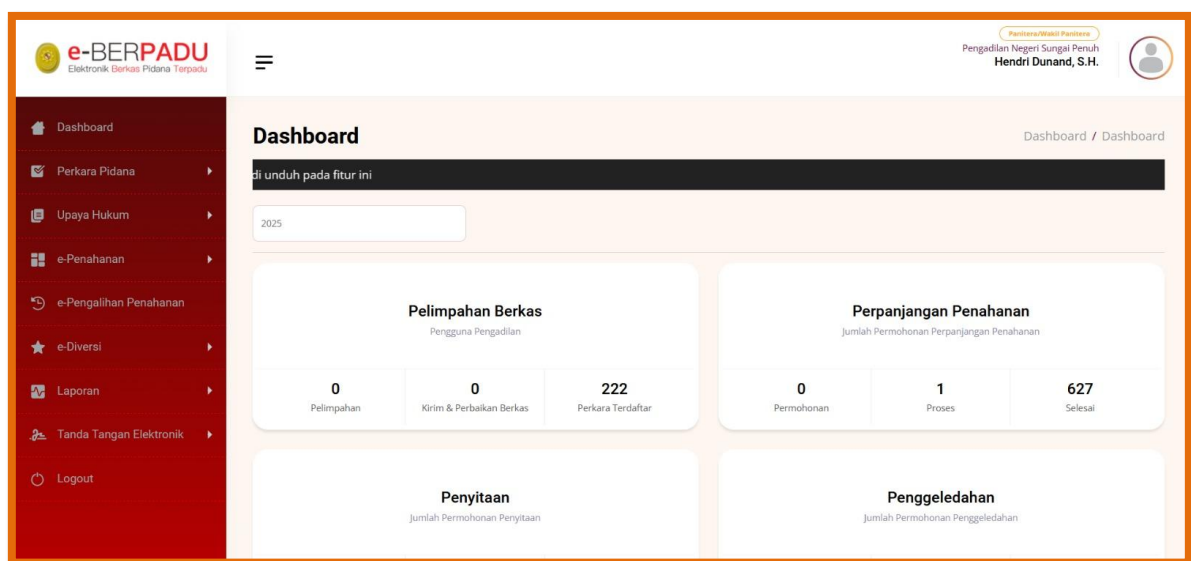 e-BERPADU
Elektronik Berkas Pidana Terpadu
Panitera/Wakil Panitera
Pengadilan Negeri Sungai Penuh
Hendri Dunand, S.H.
Dashboard
Perkara Pidana
Upaya Hukum
e-Penahanan
e-Pengalihan Penahanan
e-Diversi
Laporan
Tanda Tangan Elektronik
Logout
Dashboard
Dashboard / Dashboard
di unduh pada fitur ini
2025
Pelimpahan Berkas
Pengguna Pengadilan
0
Pelimpahan
0
Kirim & Perbaikan Berkas
222
Perkara Terdaftar
Perpanjangan Penahanan
Jumlah Permohonan Perpanjangan Penahanan
0
Permohonan
1
Proses
627
Selesai
Penyitaan
Jumlah Permohonan Penyitaan
Penggeledahan
Jumlah Permohonan Penggeledahan